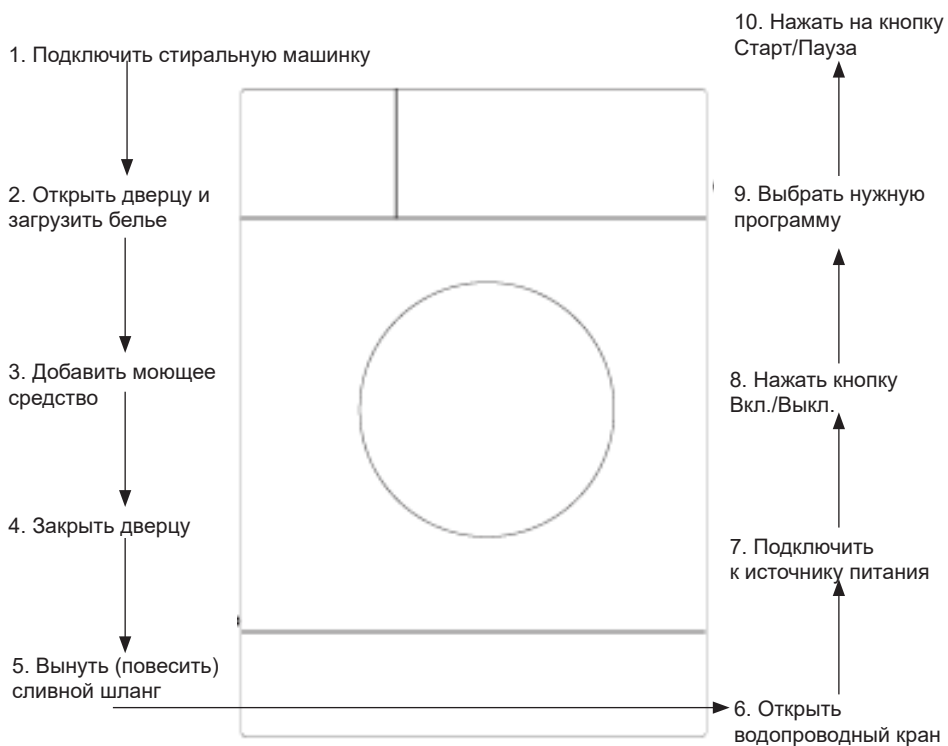 1. Подключить стиральную машинку
2. Открыть дверцу и
загрузить белье
3. Добавить моющее
средство
4. Закрыть дверцу
5. Вынуть (повесить)
сливной шланг
6. Открыть
водопроводный кран
7. Подключить
к источнику питания
8. Нажать кнопку
Вкл./Выкл.
9. Выбрать нужную
программу
10. Нажать на кнопку
Старт/Пауза